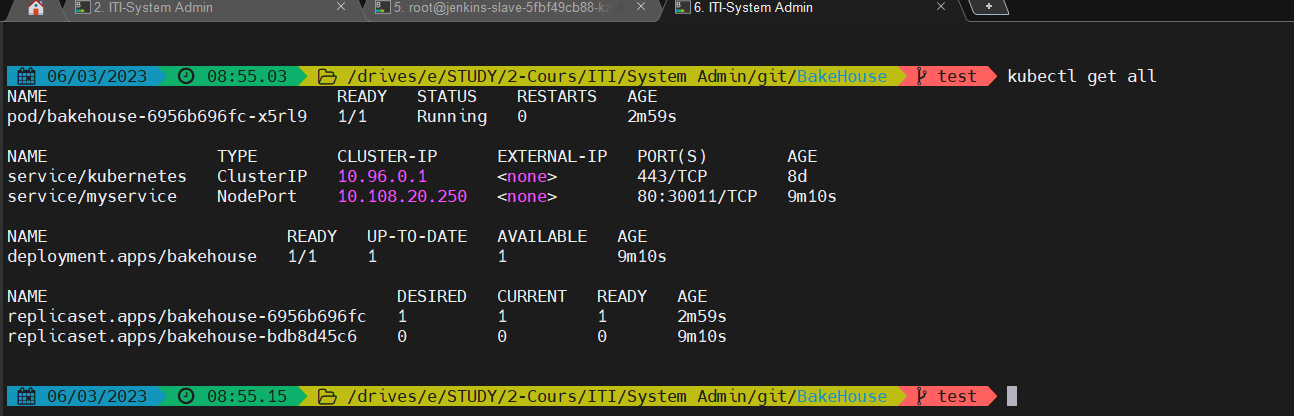 2. ITI-System Admin 5. root@jenkins-slave-5fbf49cb88-kz 6. ITI-System Admin
06/03/2023 08:55.03 /drives/e/STUDY/2-Cours/ITI/System Admin/git/BakeHouse test kubectl get all
NAME READY STATUS RESTARTS AGE
pod/bakehouse-6956b696fc-x5rl9 1/1 Running 0 2m59s
NAME TYPE CLUSTER-IP EXTERNAL-IP PORT(S) AGE
service/kubernetes ClusterIP 10.96.0.1 <none> 443/TCP 8d
service/myservice NodePort 10.108.20.250 <none> 80:30011/TCP 9m10s
NAME READY UP-TO-DATE AVAILABLE AGE
deployment.apps/bakehouse 1/1 1 1 9m10s
NAME DESIRED CURRENT READY AGE
replicaset.apps/bakehouse-6956b696fc 1 1 1 2m59s
replicaset.apps/bakehouse-bdb8d45c6 0 0 0 9m10s
06/03/2023 08:55.15 /drives/e/STUDY/2-Cours/ITI/System Admin/git/BakeHouse test